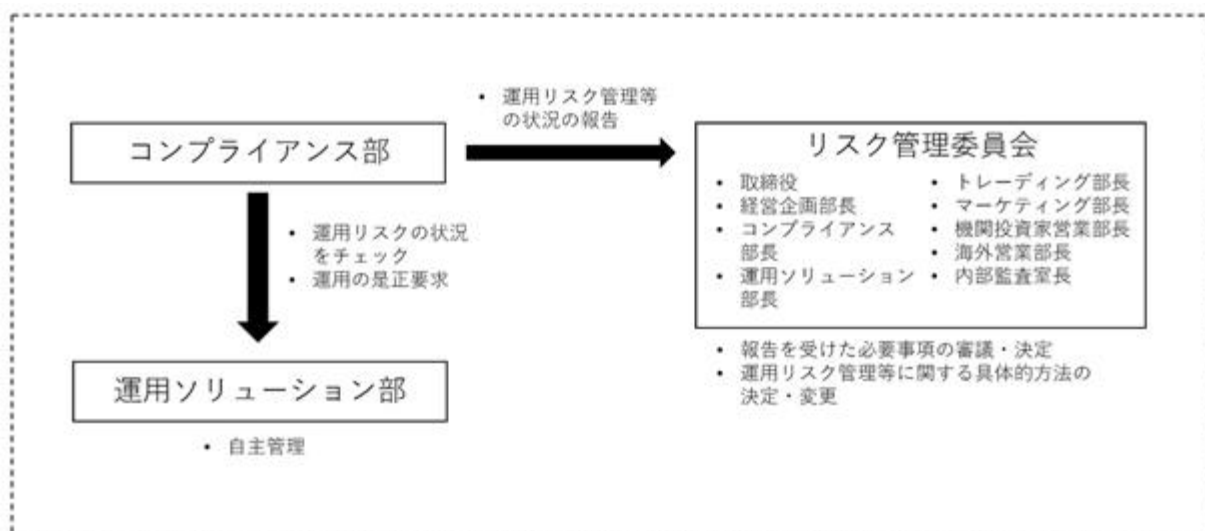 コンプライアンス部
• 運用リスク管理等
の状況の報告
• 運用リスクの状況
をチェック
• 運用の是正要求
運用ソリューション部
• 自主管理
リスク管理委員会
• 取締役
• 経営企画部長
• コンプライアンス
部長
• 運用ソリューション
部長
• トレーディング部長
• マーケティング部長
• 機関投資家営業部長
• 海外営業部長
• 内部監査室長
• 報告を受けた必要事項の審議・決定
• 運用リスク管理等に関する具体的方法の
決定・変更